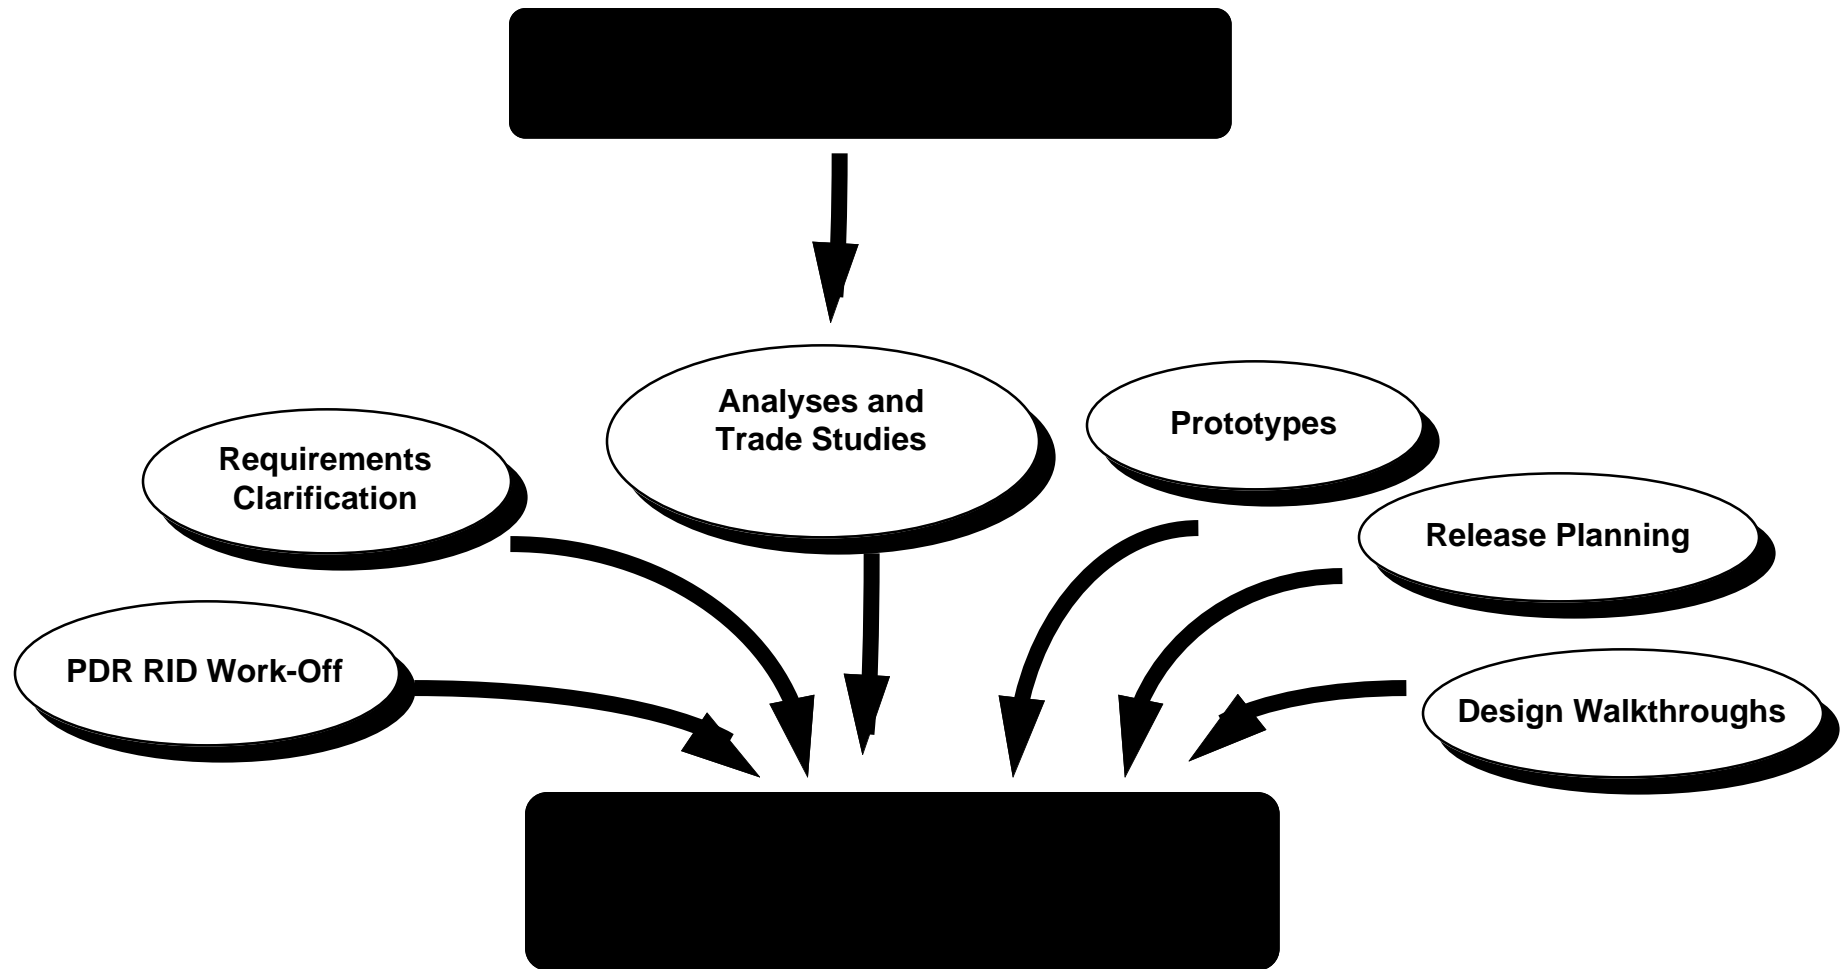 Analyses and
Trade Studies
Prototypes
Requirements
Clarification
Release Planning
PDR RID Work-Off
Design Walkthroughs